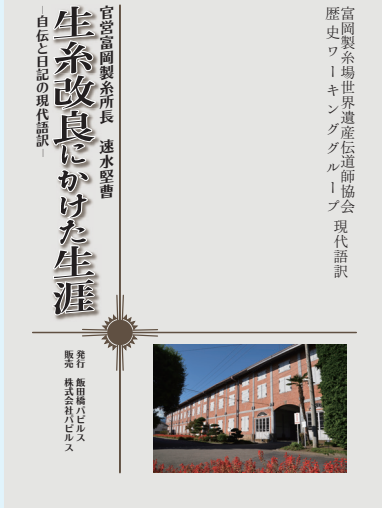 富岡製糸場世界遺産伝道師協会
歴史ワーキンググループ 現代語訳
官営富岡製糸所長 速水堅曹
生糸改良にかけた生涯
─自伝と日記の現代語訳─
発行 飯田橋パピルス
販売 株式会社パピルス